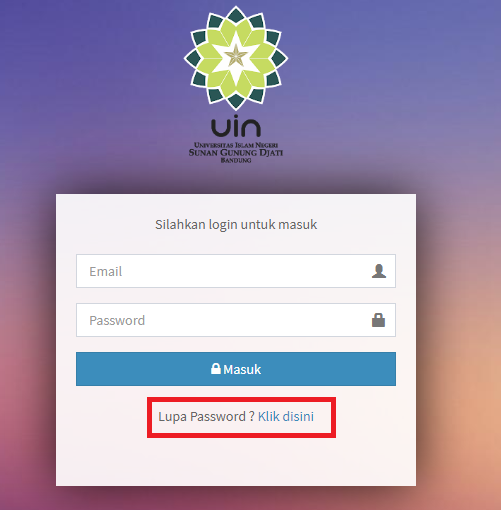 uin
UNIVERSITAS ISLAM NEGERI
SUNAN GUNUNG DJATI
BANDUNG
Silahkan login untuk masuk
Email
Password
Masuk
Lupa Password ? Klik disini